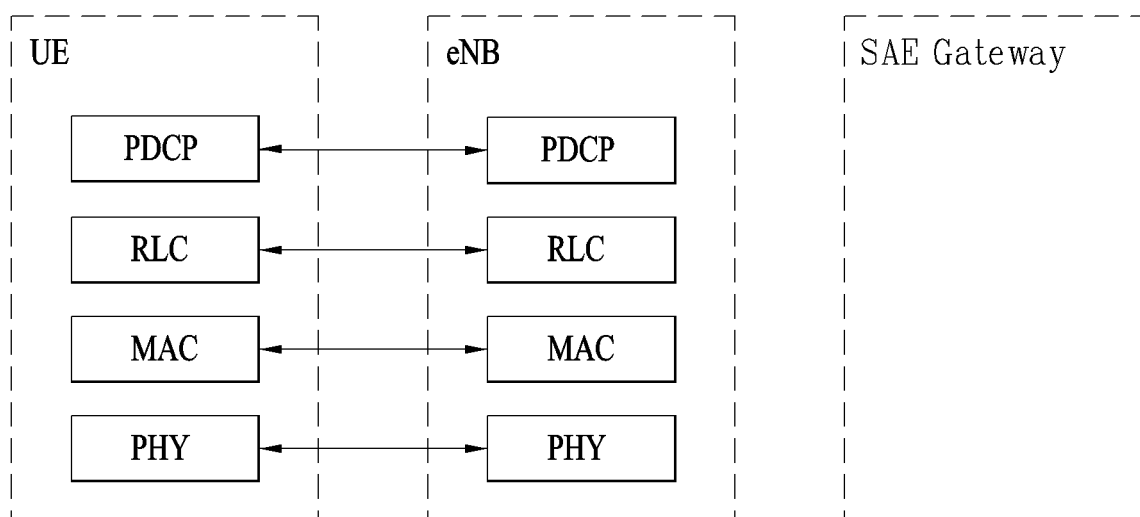 UE eNB SAE Gateway
PDCP PDCP
RLC RLC
MAC MAC
PHY PHY